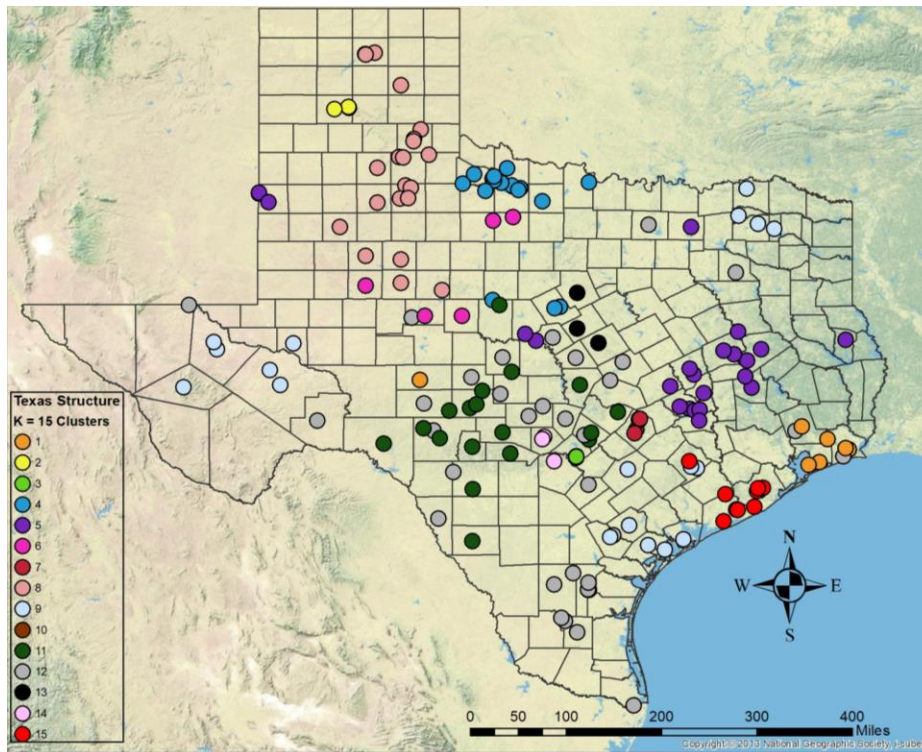 Texas Structure
K = 15 Clusters
1
2
3
4
5
6
7
8
9
10
11
12
13
14
15
N
W E
S
0 50 100 200 300 400
Miles
Copyright:© 2013 National Geographic Society, i-cubed